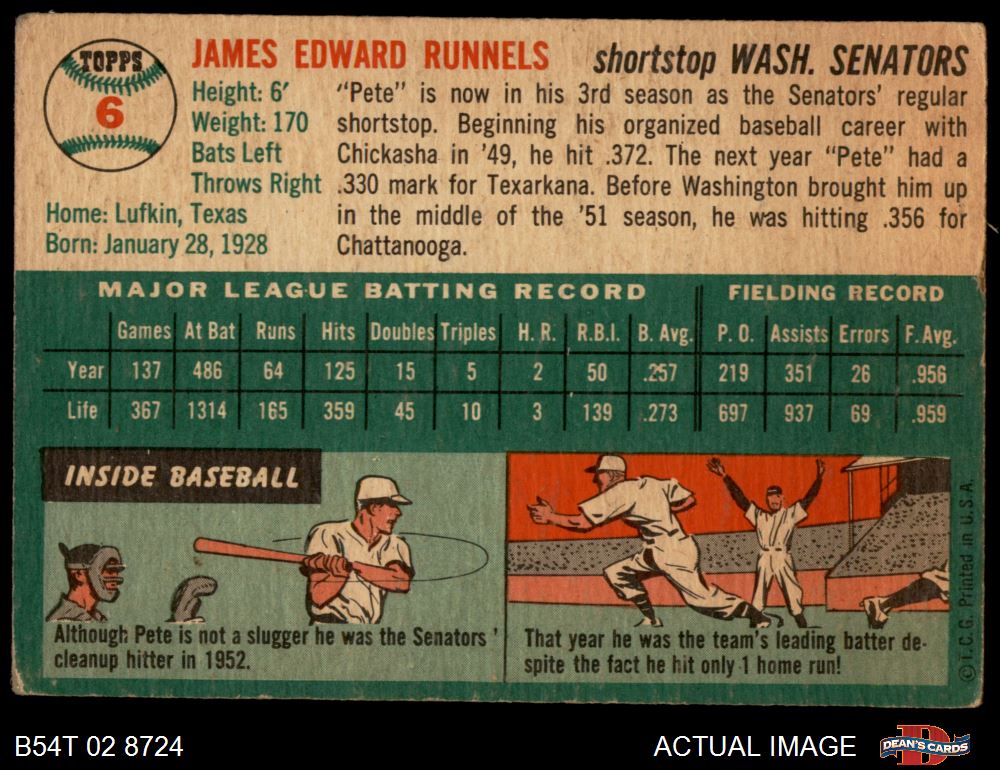 TOPPS
6
JAMES EDWARD RUNNELS shortstop WASH. SENATORS
Height: 6'
Weight: 170
Bats Left
Throws Right
Home: Lufkin, Texas
Born: January 28, 1928
"Pete" is now in his 3rd season as the Senators' regular
shortstop. Beginning his organized baseball career with
Chickasha in '49, he hit .372. The next year "Pete" had a
.330 mark for Texarkana. Before Washington brought him up
in the middle of the '51 season, he was hitting .356 for
Chattanooga.
MAJOR LEAGUE BATTING RECORD FIELDING RECORD
Games At Bat Runs Hits Doubles Triples H. R. R.B.I. B. Avg. P. O. Assists Errors F. Avg.
Year 137 486 64 125 15 5 2 50 .257 219 351 26 .956
Life 367 1314 165 359 45 10 3 139 .273 697 937 69 .959
INSIDE BASEBALL
Although Pete is not a slugger he was the Senators'
cleanup hitter in 1952.
That year he was the team's leading batter de-
spite the fact he hit only 1 home run!
© T.C.G. Printed in U.S.A.
B54T 02 8724
ACTUAL IMAGE
D
DEAN'S CARDS